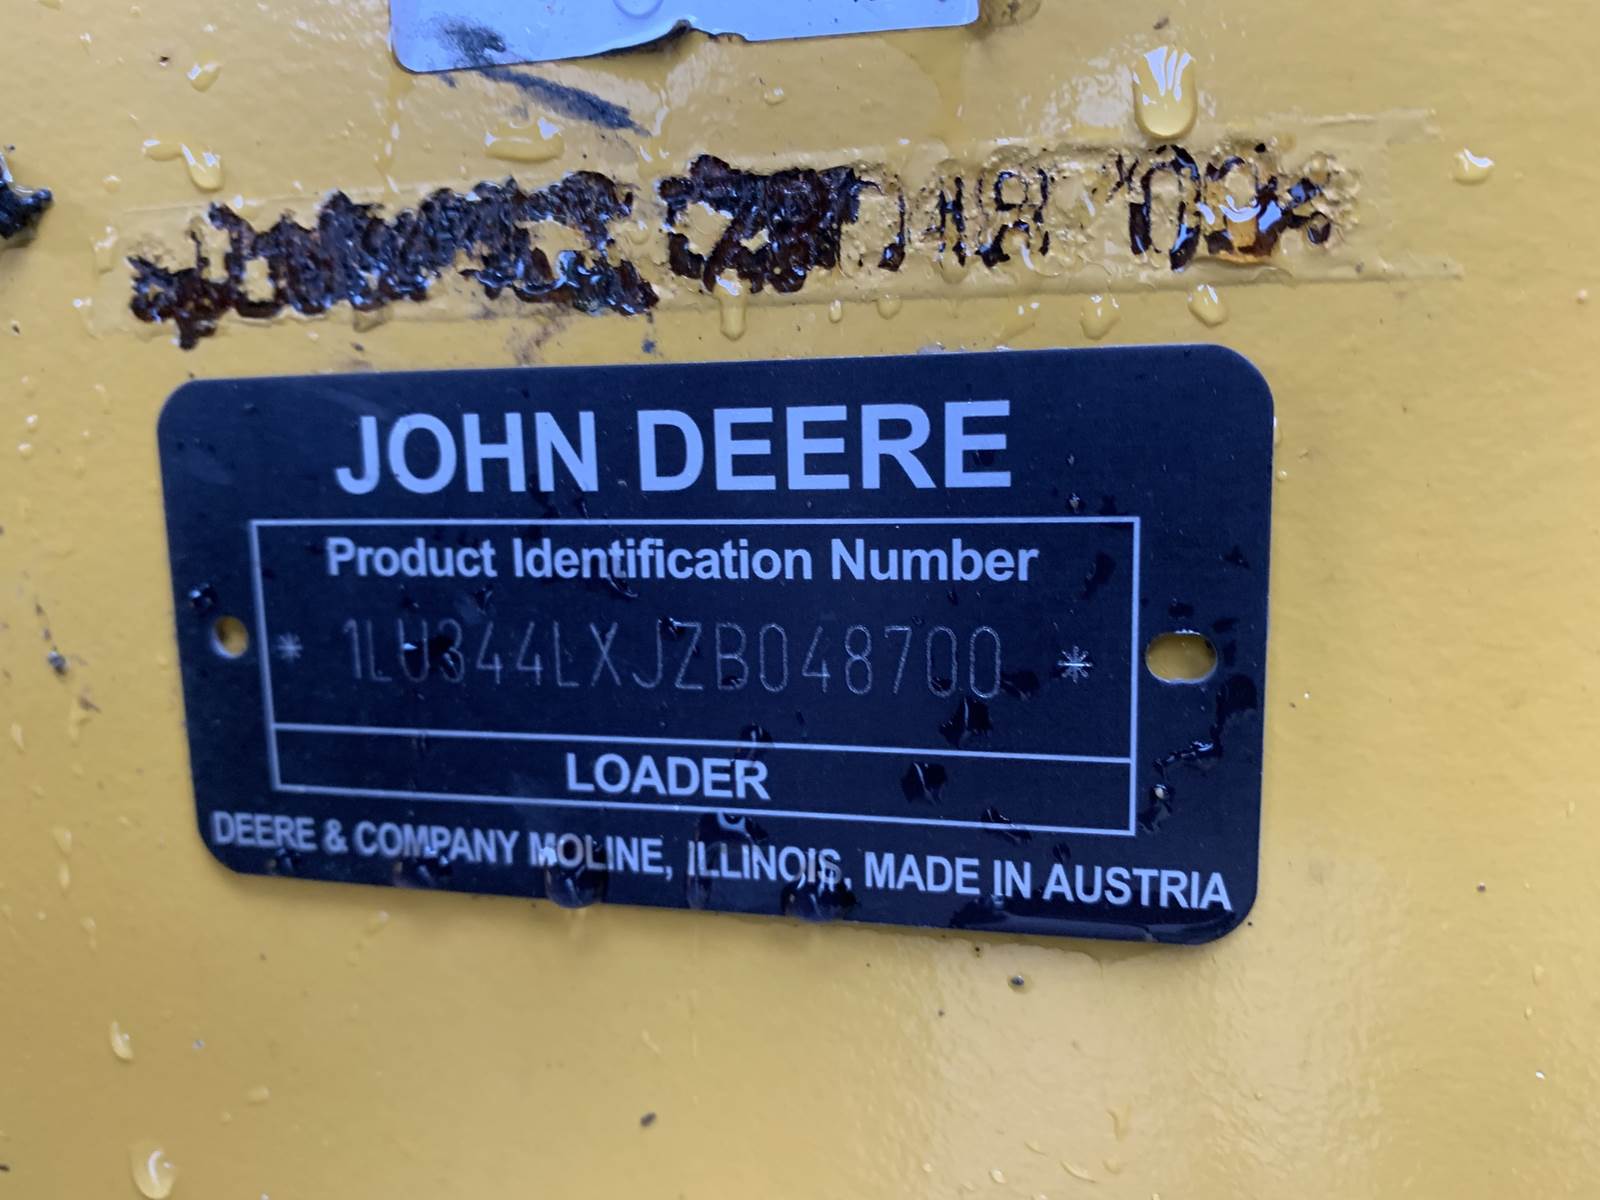 JOHN DEERE
Product Identification Number
* 1LU344LXJZB048700 *
LOADER
DEERE & COMPANY MOLINE, ILLINOIS, MADE IN AUSTRIA